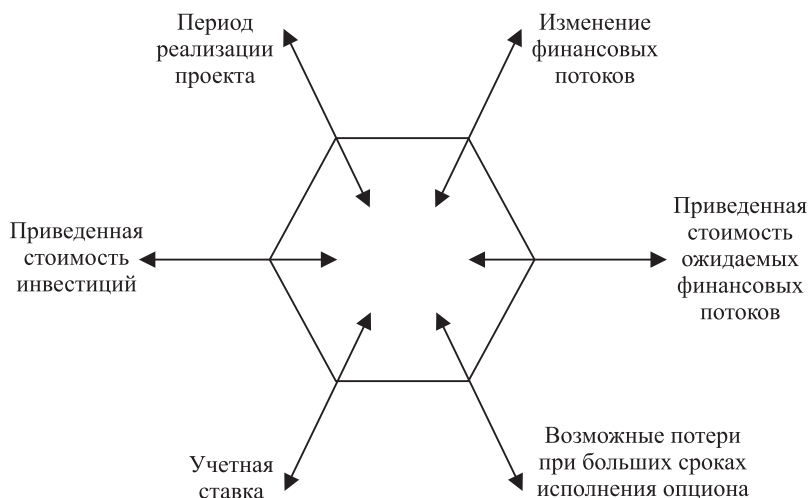 Период
реализации
проекта
Изменение
финансовых
потоков
Приведенная
стоимость
инвестиций
Приведенная
стоимость
ожидаемых
финансовых
потоков
Учетная
ставка
Возможные потери
при больших сроках
исполнения опциона